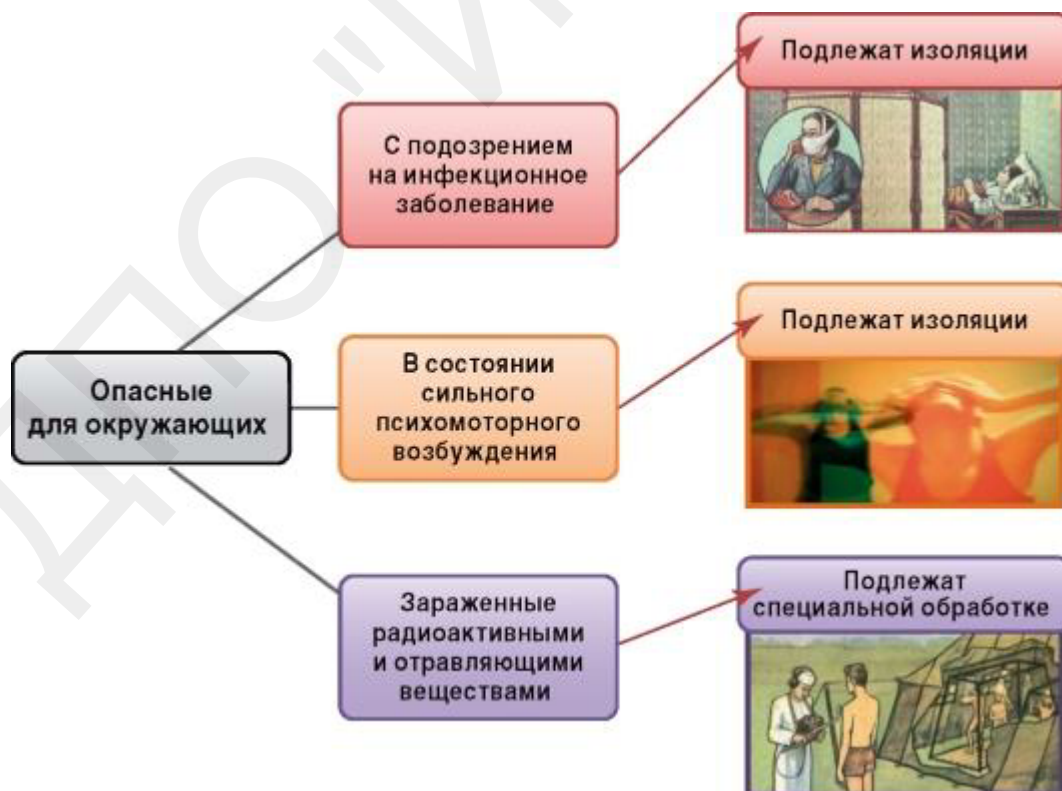 Подлежат изоляции
С подозрением
на инфекционное
заболевание
Подлежат изоляции
В состоянии
сильного
психомоторного
возбуждения
Опасные
для окружающих
Подлежат
специальной обработке
Зараженные
радиоактивными
и отравляющими
веществами
ДПО "И